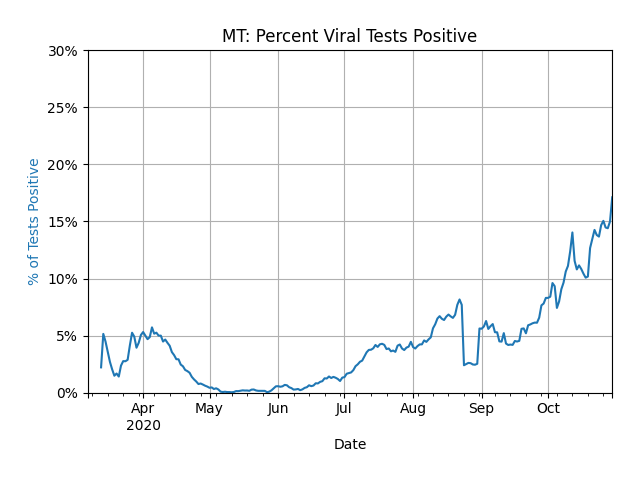 MT: Percent Viral Tests Positive
30%
25%
20%
15%
10%
5%
0%
% of Tests Positive
Apr
2020
May
Jun
Jul
Aug
Sep
Oct
Date